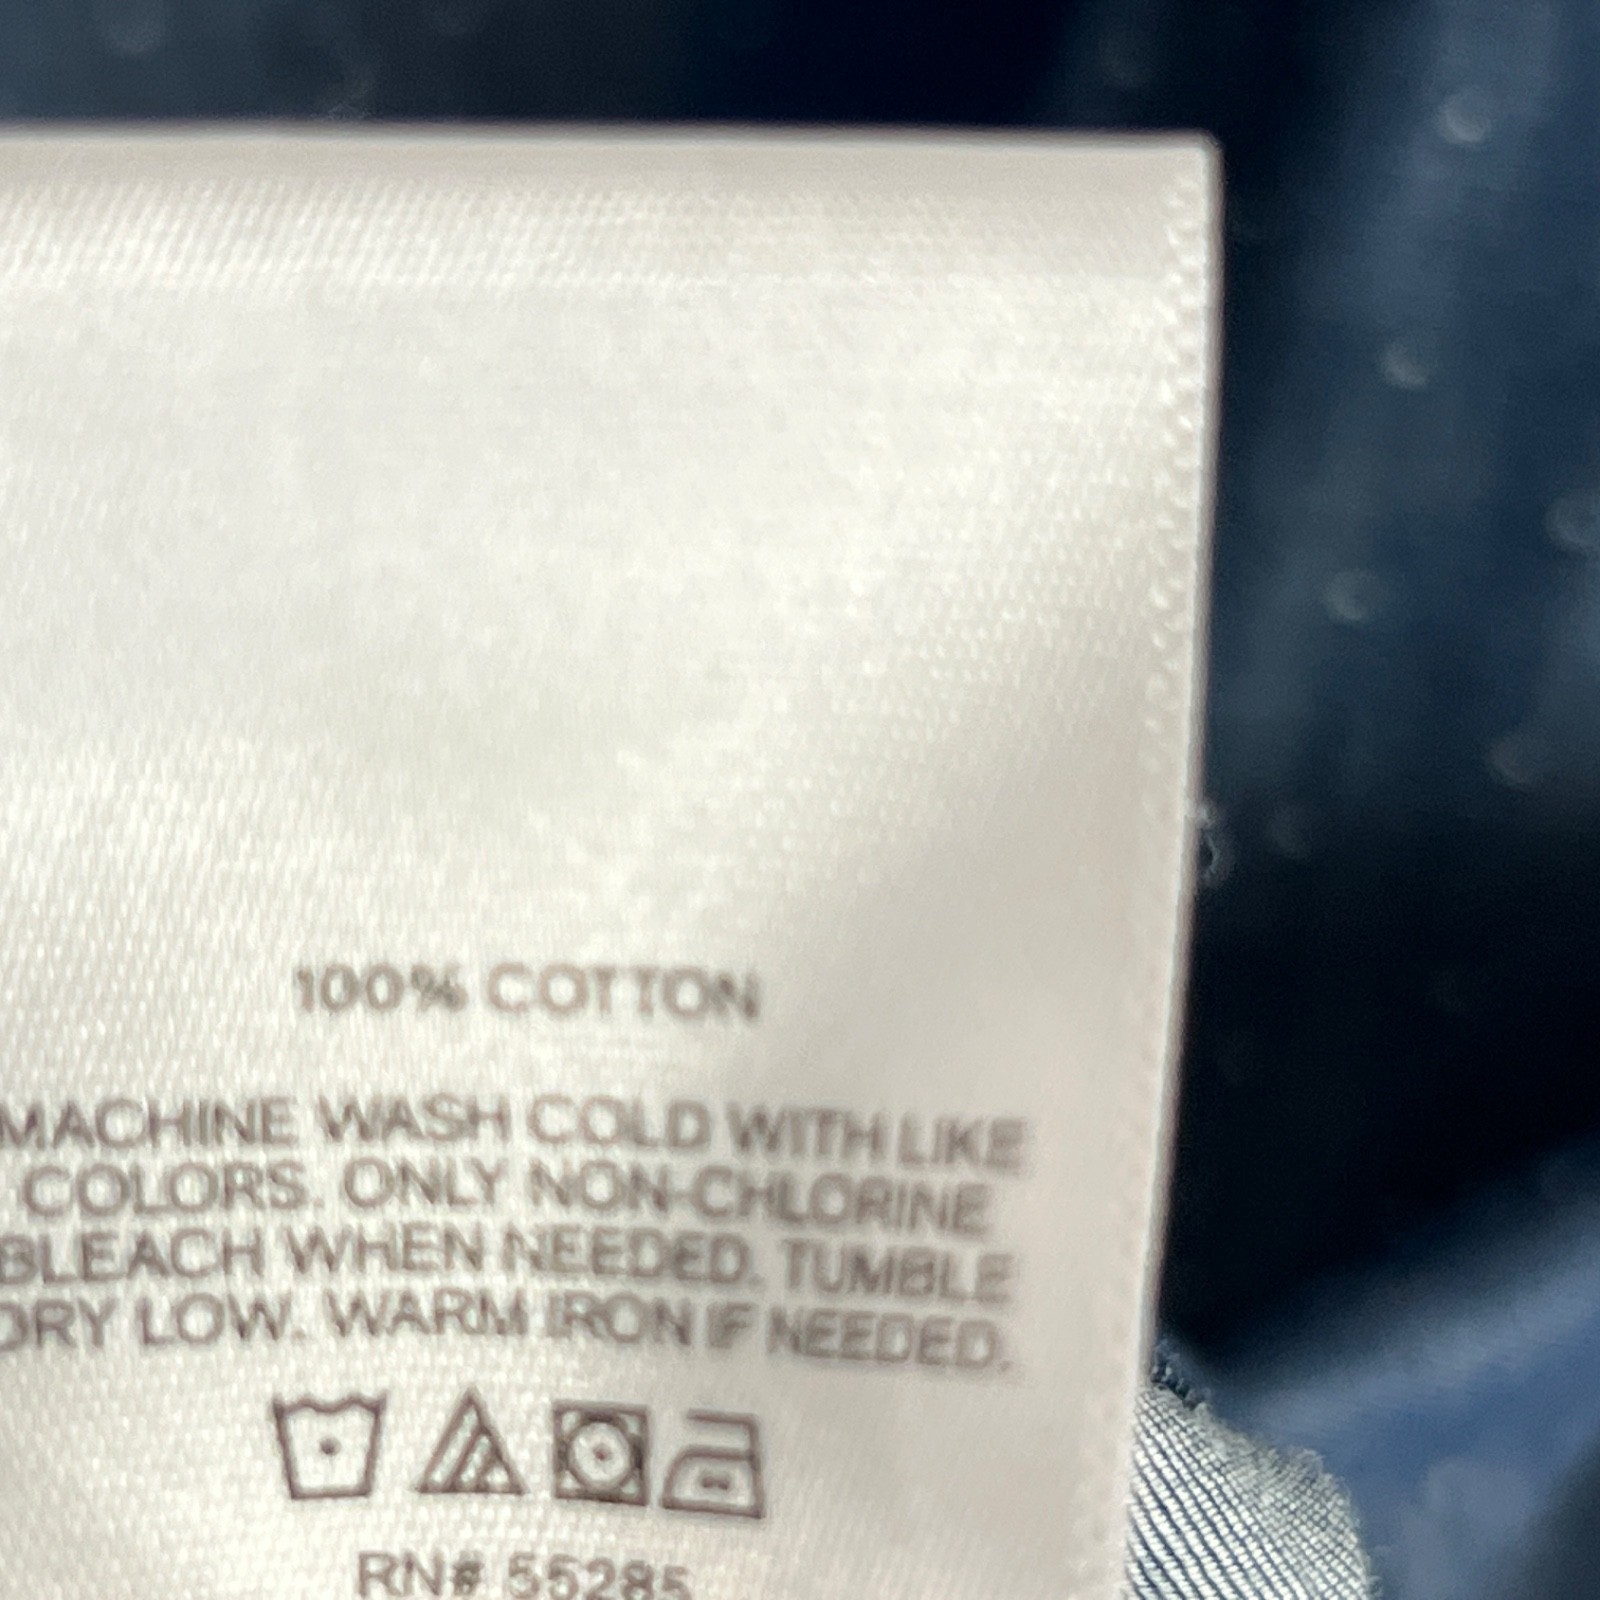 100% COTTON
MACHINE WASH COLD WITH LIKE
COLORS. ONLY NON-CHLORINE
BLEACH WHEN NEEDED. TUMBLE
DRY LOW. WARM IRON IF NEEDED.
RN# 55285